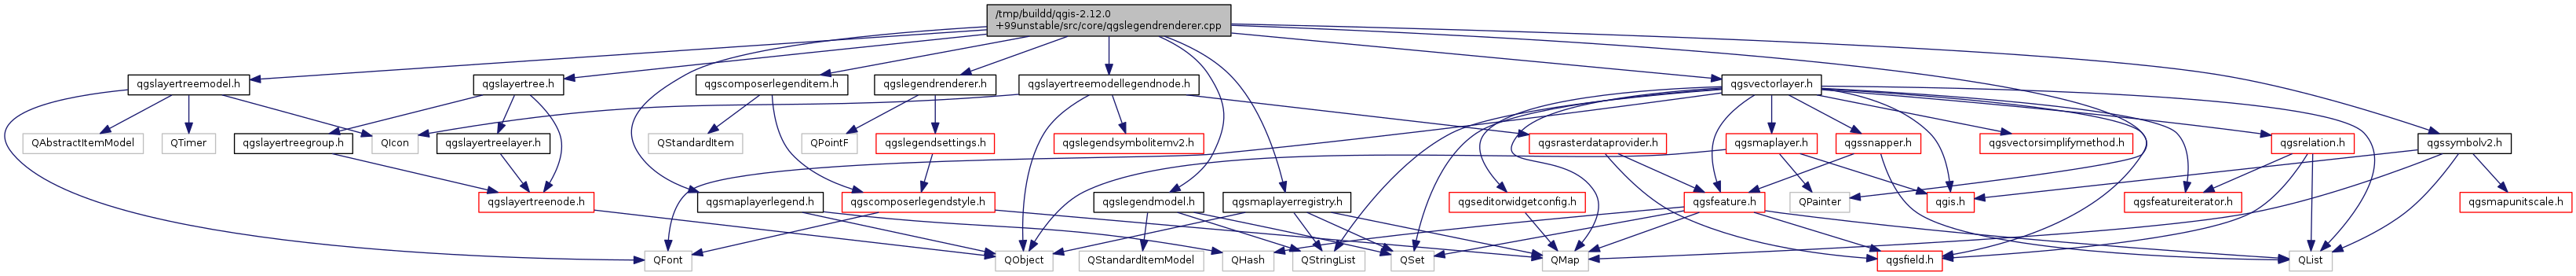 /tmp/buildd/qgis-2.12.0
+99unstable/src/core/qgslegendrenderer.cpp
qgslayertreemodel.h
qgslayertree.h
qgscomposerlegenditem.h
qgslegendrenderer.h
qgslayertreemodellegendnode.h
qgsvectorlayer.h
QAbstractItemModel
QTimer
QIcon
qgslayertreegroup.h
qgslayertreelayer.h
QStandardItem
QPointF
qgslegendsettings.h
qgslegendsymbolitemv2.h
qgsrasterdataprovider.h
qgsmaplayer.h
qgssnapper.h
qgsvectorsimplifymethod.h
qgsrelation.h
qgssymbolv2.h
qgslayertreenode.h
qgsmaplayerlegend.h
qgscomposerlegendstyle.h
qgslegendmodel.h
qgsmaplayerregistry.h
qgseditorwidgetconfig.h
qgsfeature.h
QPainter
qgis.h
qgsfeatureiterator.h
qgsmapunitscale.h
QFont
QObject
QStandardItemModel
QHash
QStringList
QSet
QMap
qgsfield.h
QList